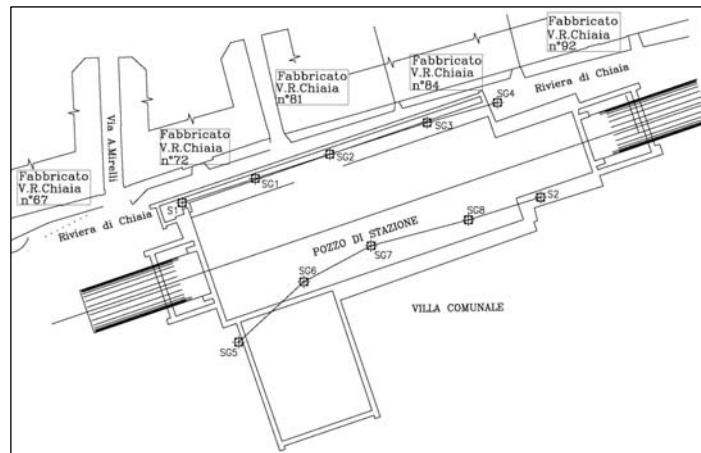 Fabbricato
V.R.Chiaia
n°92
Fabbricato
V.R.Chiaia
n°84
Fabbricato
V.R.Chiaia
n°81
Fabbricato
V.R.Chiaia
n°72
Fabbricato
V.R.Chiaia
n°67
Via A.Mirelli
Riviera di Chiaia
Riviera di Chiaia
SG4
SG3
SG2
SG1
S1
S2
SG8
SG7
SG6
SG5
POZZO DI STAZIONE
VILLA COMUNALE